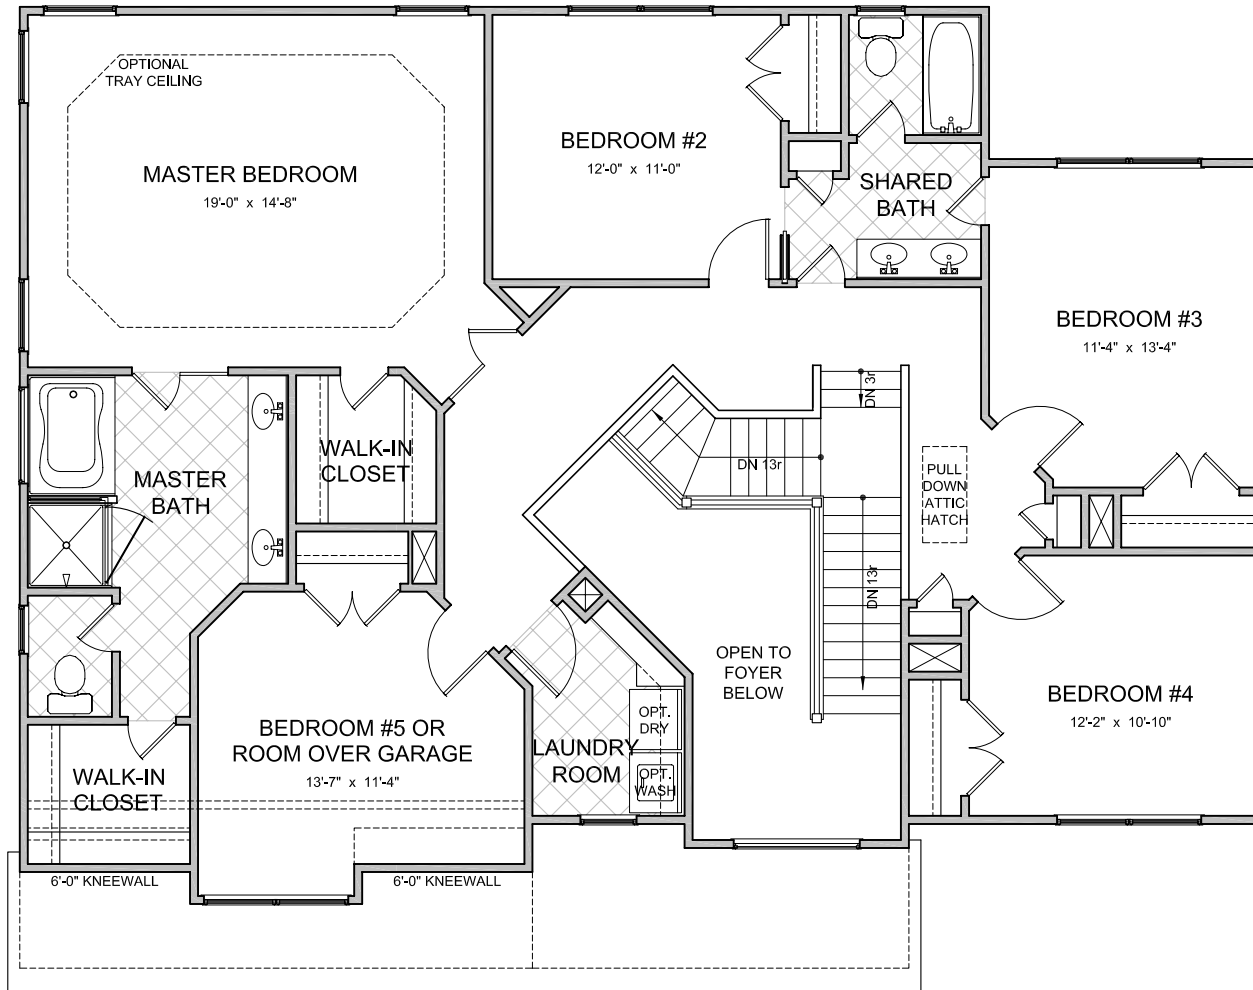 OPTIONAL
TRAY CEILING
MASTER BEDROOM
19'-0" x 14'-8"
BEDROOM #2
12'-0" x 11'-0"
SHARED
BATH
BEDROOM #3
11'-4" x 13'-4"
WALK-IN
CLOSET
MASTER
BATH
DN 3r
DN 13r
PULL
DOWN
ATTIC
HATCH
DN 13r
OPEN TO
FOYER
BELOW
BEDROOM #4
12'-2" x 10'-10"
BEDROOM #5 OR
ROOM OVER GARAGE
13'-7" x 11'-4"
LAUNDRY
ROOM
OPT.
DRY
OPT.
WASH
WALK-IN
CLOSET
6'-0" KNEEWALL
6'-0" KNEEWALL